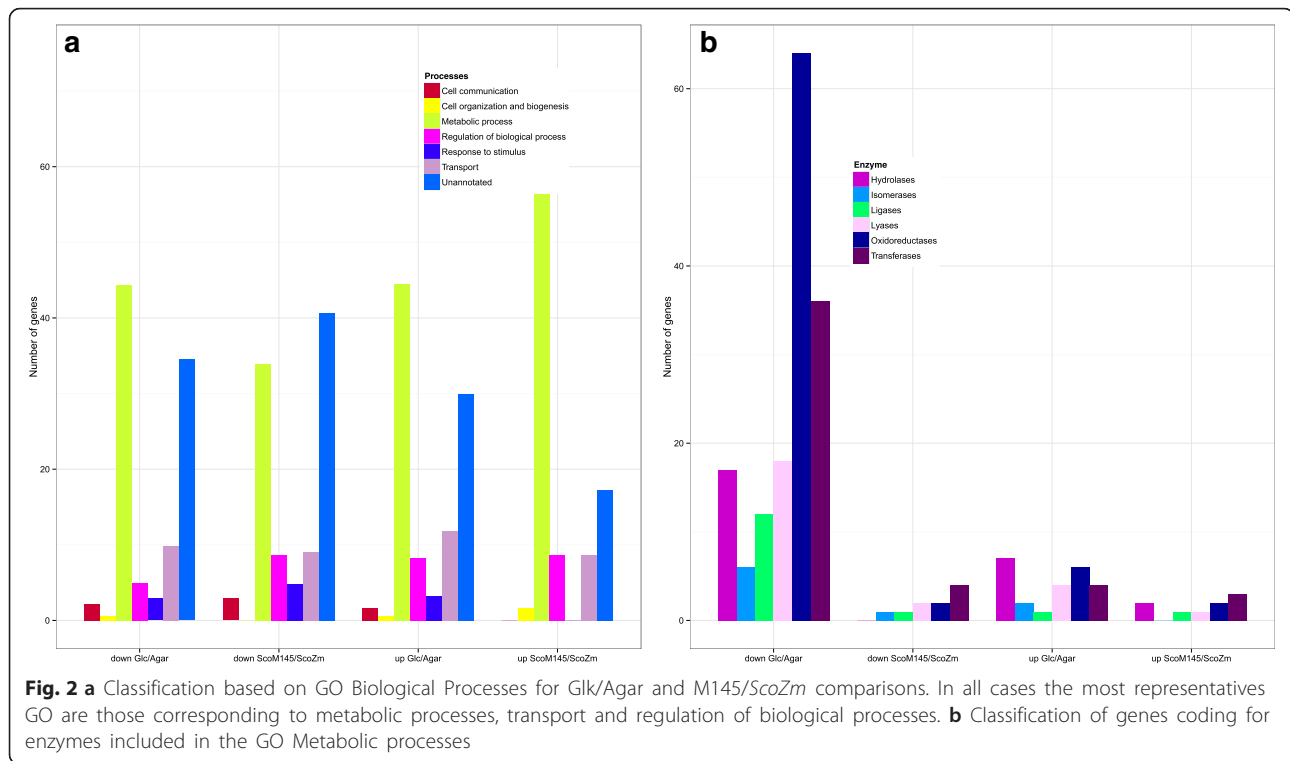 a
Processes
Cell communication
Cell organization and biogenesis
Metabolic process
Regulation of biological process
Response to stimulus
Transport
Unannotated
Number of genes
60
40
20
0
down Glc/Agar
down ScoM145/ScoZm
up Glc/Agar
up ScoM145/ScoZm
b
Enzyme
Hydrolases
Isomerases
Ligases
Lyases
Oxidoreductases
Transferases
Number of genes
60
40
20
0
down Glc/Agar
down ScoM145/ScoZm
up Glc/Agar
up ScoM145/ScoZm
Fig. 2 a Classification based on GO Biological Processes for Glk/Agar and M145/ScoZm comparisons. In all cases the most representatives
GO are those corresponding to metabolic processes, transport and regulation of biological processes. b Classification of genes coding for
enzymes included in the GO Metabolic processes